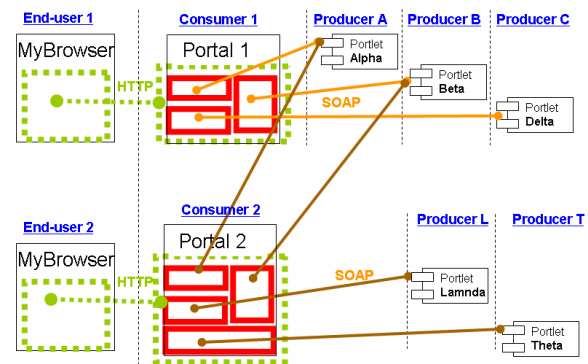 End-user 1
Consumer 1
Producer A
Producer B
Producer C
MyBrowser
Portal 1
Portlet
Alpha
Portlet
Beta
Portlet
Delta
HTTP
SOAP
End-user 2
Consumer 2
Producer L
Producer T
MyBrowser
Portal 2
Portlet
Lamnda
Portlet
Theta
HTTP
SOAP